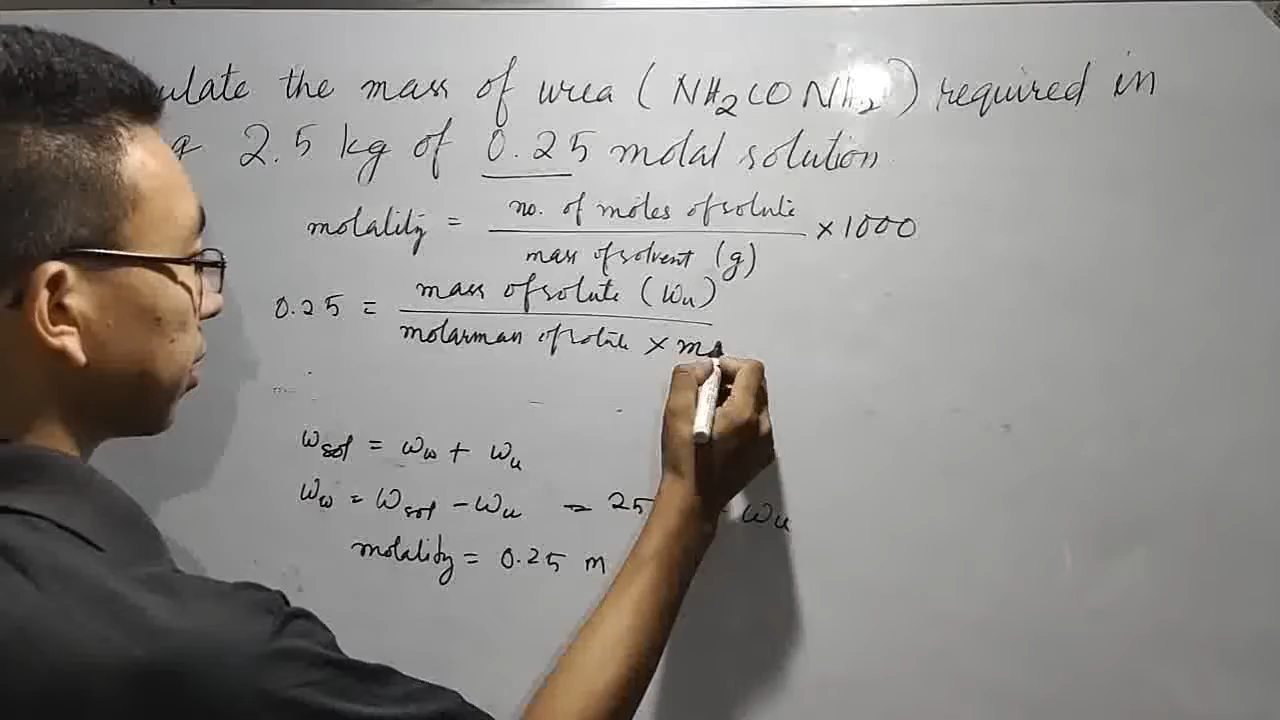 ulate the mass of urea (NH₂CONH₂) required in
2.5 kg of 0.25 molal solution
molality = no. of moles of solute / mass of solvent (g) × 1000
0.25 = mass of solute (Wu) / molarmass of solute × ma
Wsol = Ww + Wu
Ww = Wsol - Wu = 25 - Wu
molality = 0.25 m